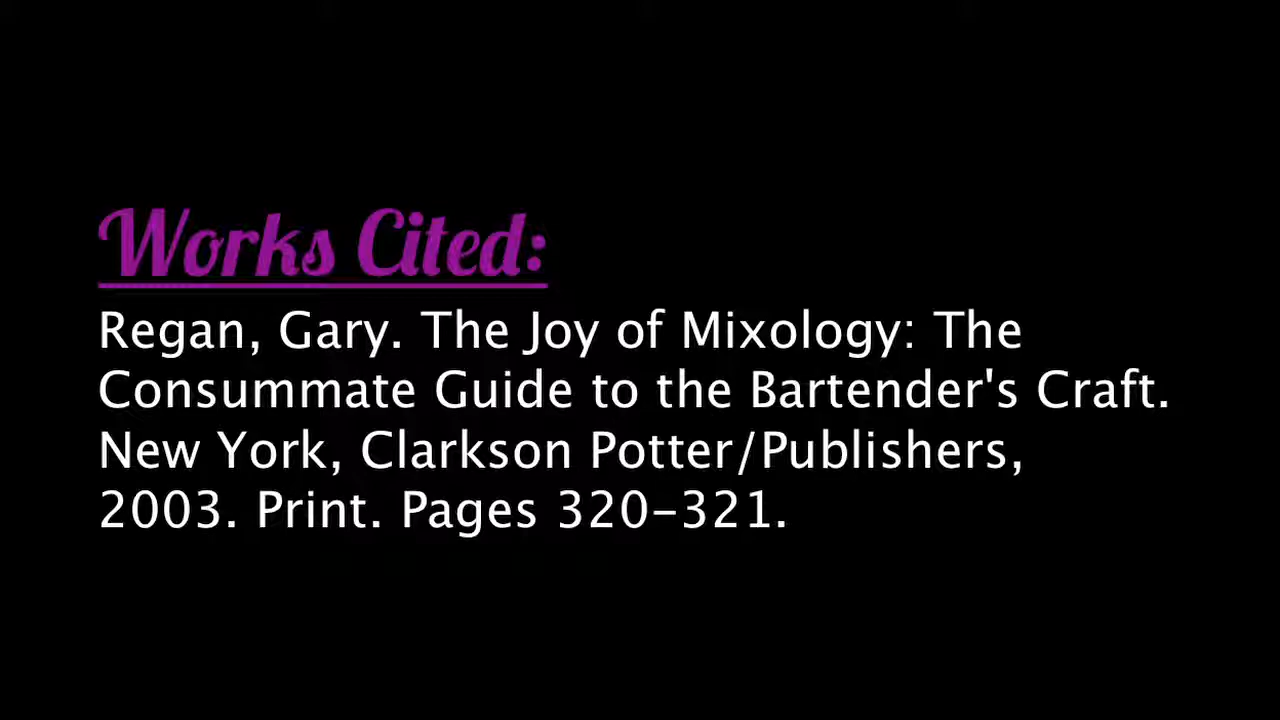 Works Cited:
Regan, Gary. The Joy of Mixology: The
Consummate Guide to the Bartender's Craft.
New York, Clarkson Potter/Publishers,
2003. Print. Pages 320-321.